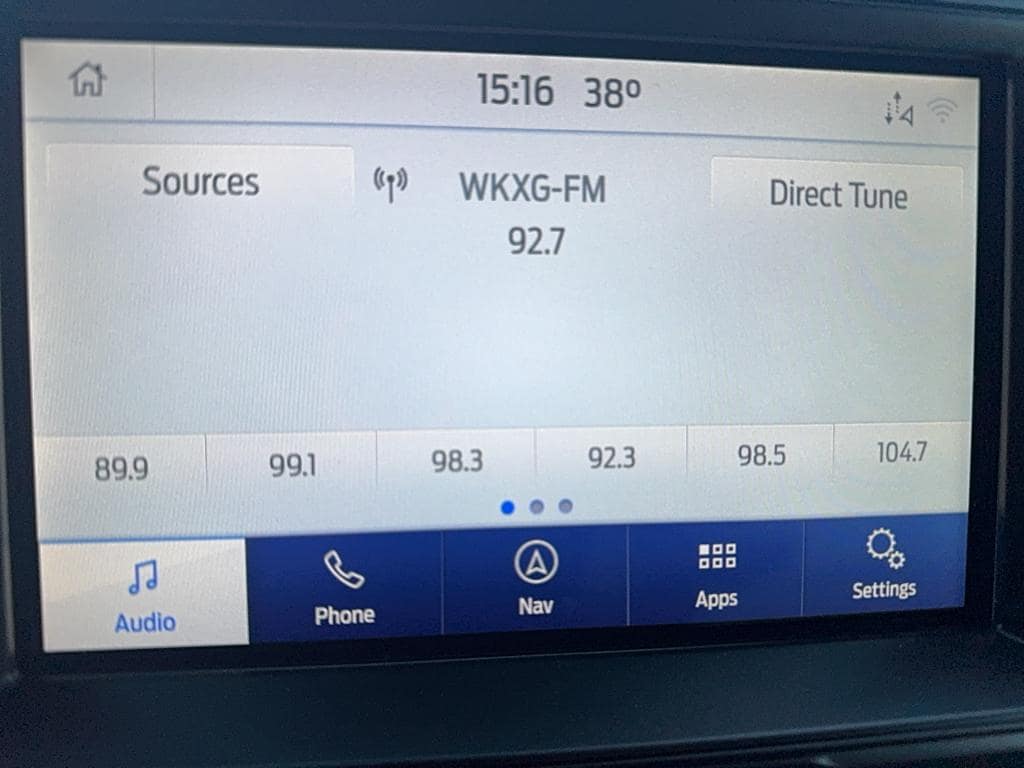 15:16 38°
Sources WKXG-FM Direct Tune
92.7
89.9 99.1 98.3 92.3 98.5 104.7
Audio Phone Nav Apps Settings